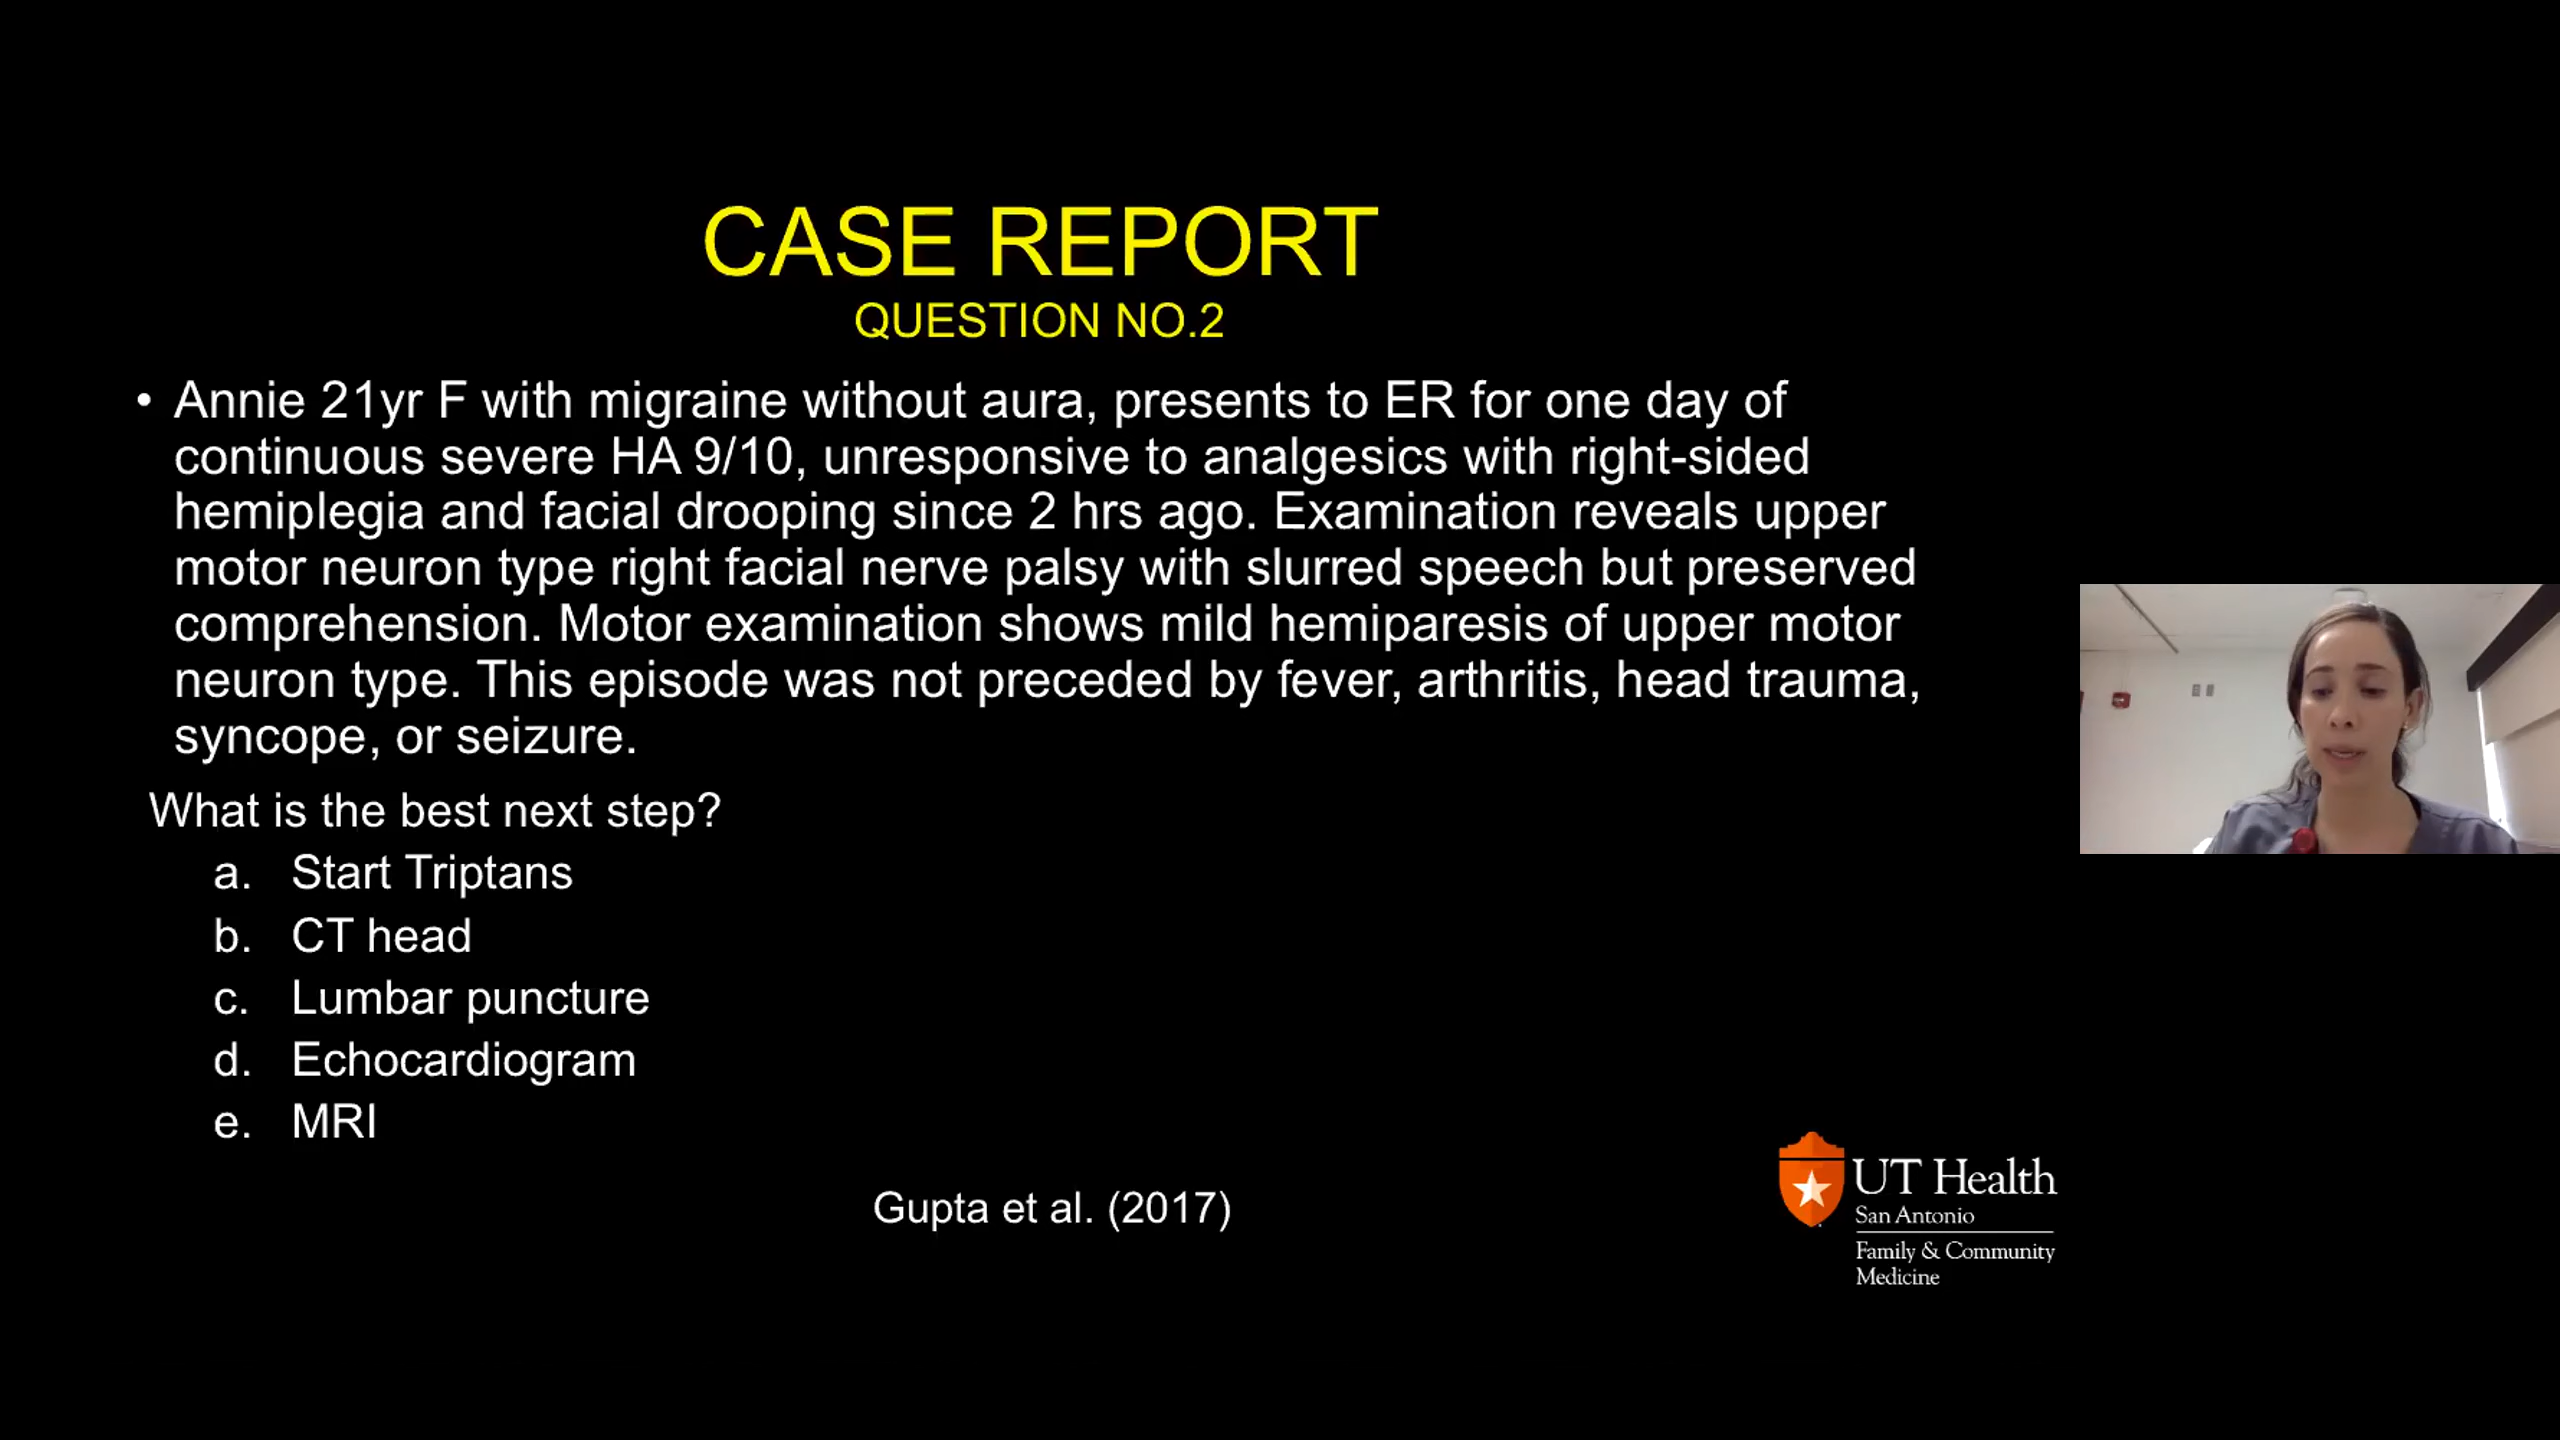 CASE REPORT
QUESTION NO.2
• Annie 21yr F with migraine without aura, presents to ER for one day of
continuous severe HA 9/10, unresponsive to analgesics with right-sided
hemiplegia and facial drooping since 2 hrs ago. Examination reveals upper
motor neuron type right facial nerve palsy with slurred speech but preserved
comprehension. Motor examination shows mild hemiparesis of upper motor
neuron type. This episode was not preceded by fever, arthritis, head trauma,
syncope, or seizure.
What is the best next step?
a. Start Triptans
b. CT head
c. Lumbar puncture
d. Echocardiogram
e. MRI
Gupta et al. (2017)
UT Health
San Antonio
Family & Community
Medicine